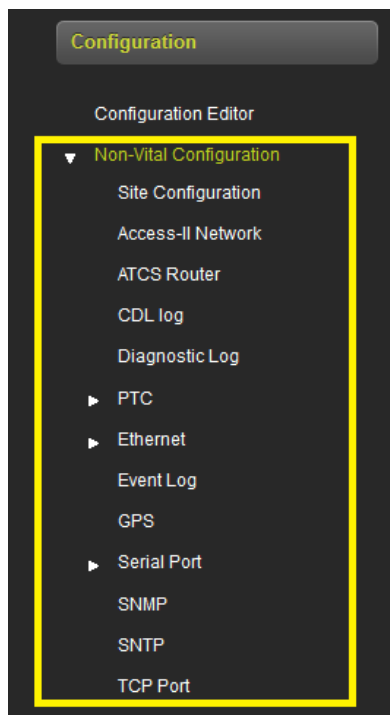 Configuration
Configuration Editor
Non-Vital Configuration
Site Configuration
Access-II Network
ATCS Router
CDL log
Diagnostic Log
PTC
Ethernet
Event Log
GPS
Serial Port
SNMP
SNTP
TCP Port